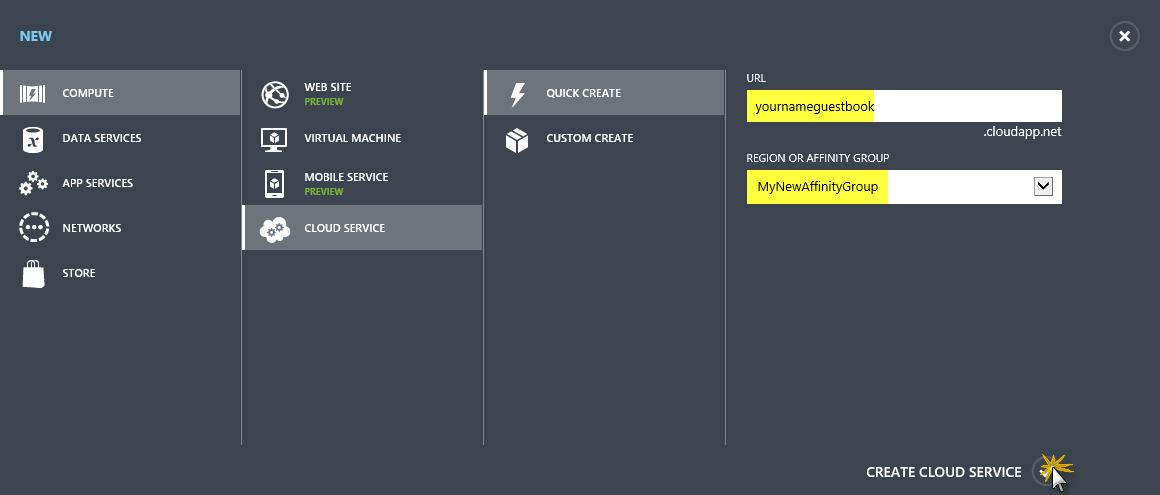 NEW
COMPUTE
DATA SERVICES
APP SERVICES
NETWORKS
STORE
WEB SITE
PREVIEW
VIRTUAL MACHINE
MOBILE SERVICE
PREVIEW
CLOUD SERVICE
QUICK CREATE
CUSTOM CREATE
URL
yournameguestbook
.cloudapp.net
REGION OR AFFINITY GROUP
MyNewAffinityGroup
CREATE CLOUD SERVICE